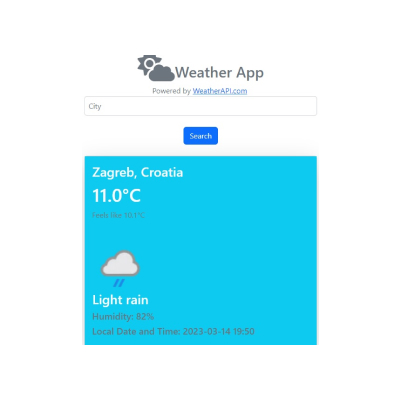 Weather App
Powered by WeatherAPI.com
City
Search
Zagreb, Croatia
11.0°C
Feels like 10.1°C
Light rain
Humidity: 82%
Local Date and Time: 2023-03-14 19:50